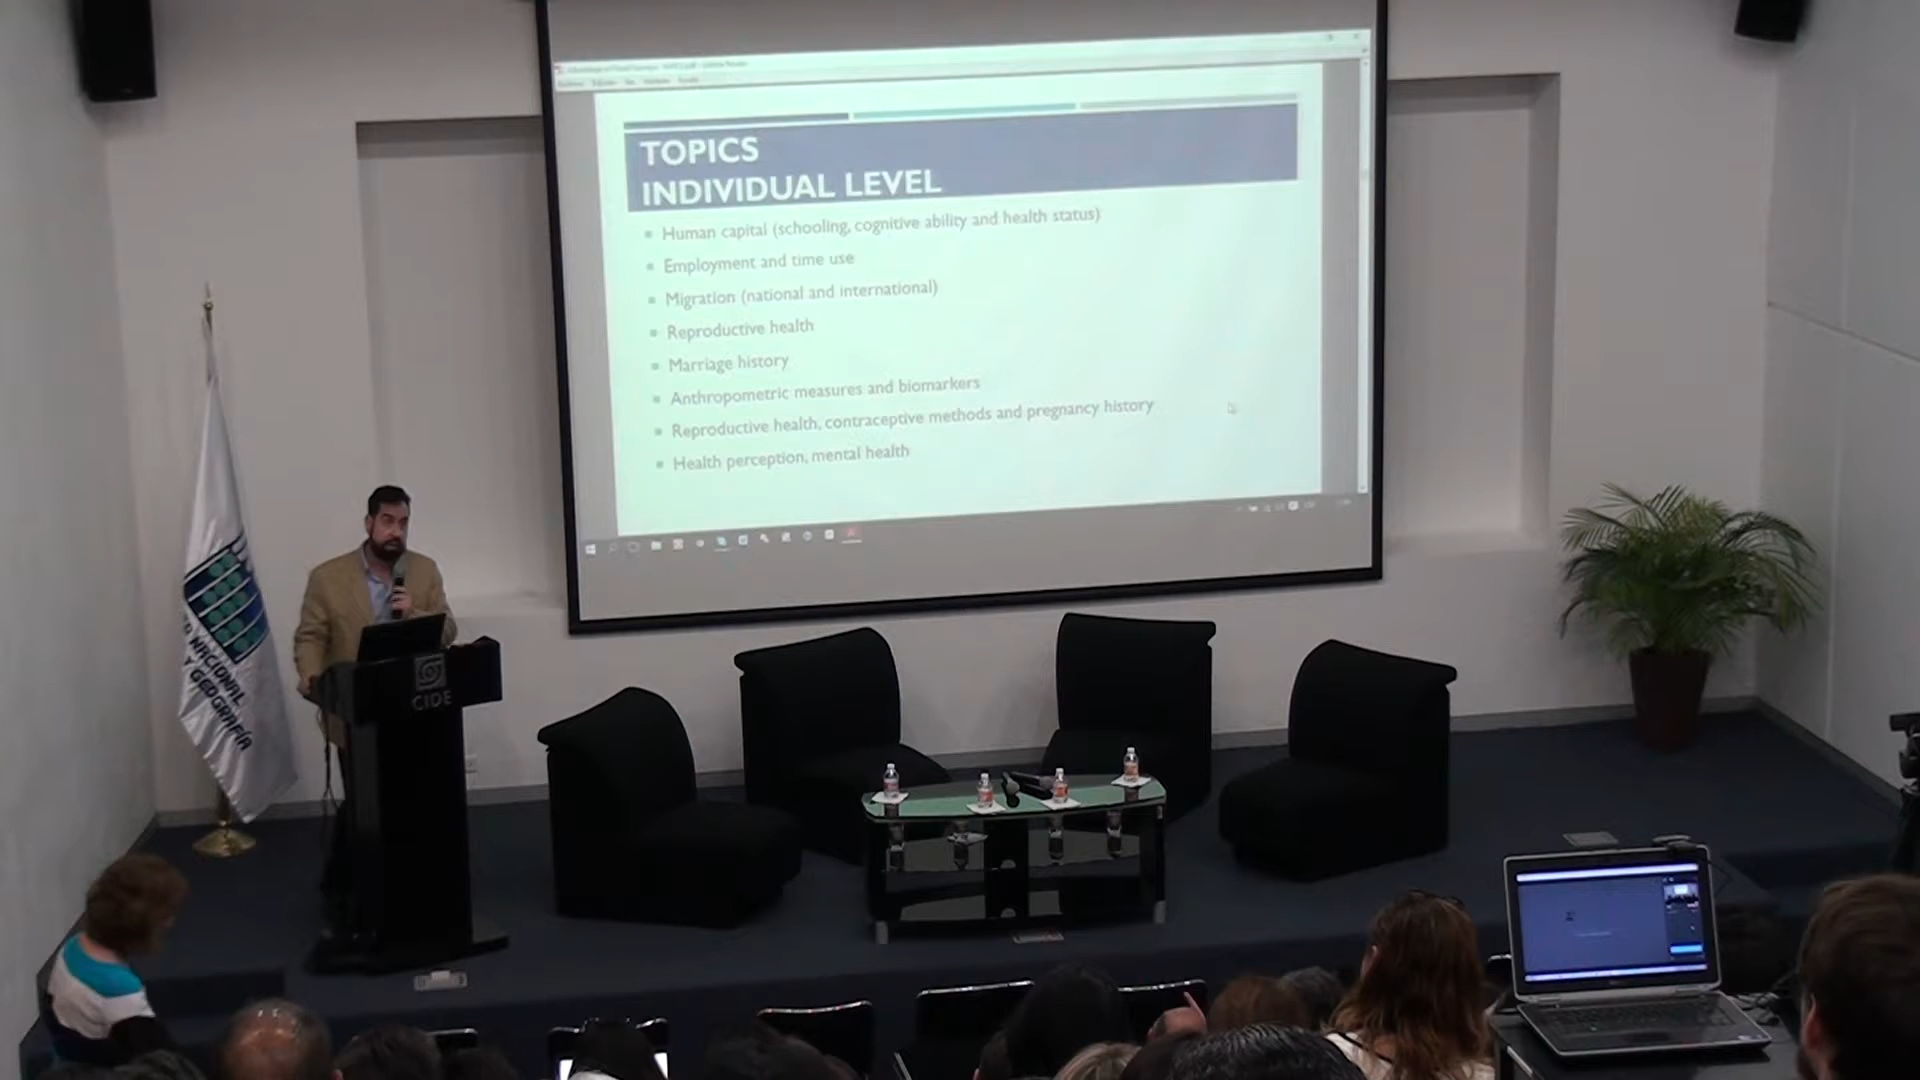 TOPICS
INDIVIDUAL LEVEL
Human capital (schooling, cognitive ability and health status)
Employment and time use
Migration (national and international)
Reproductive health
Marriage history
Anthropometric measures and biomarkers
Reproductive health, contraceptive methods and pregnancy history
Health perception, mental health
NACIONAL
Y GEOGRAFÍA
CIDE